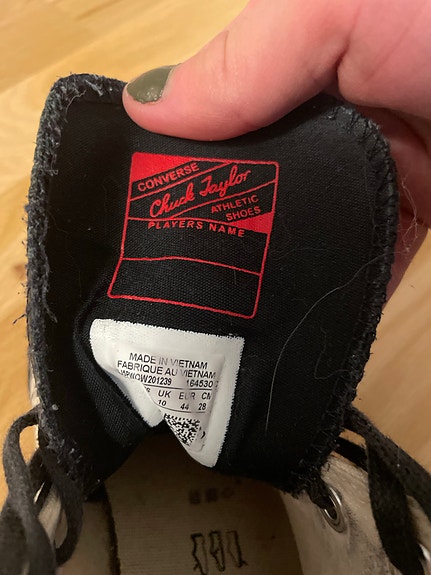 CONVERSE
Chuck Taylor
ATHLETIC
SHOES
PLAYERS NAME
MADE IN VIETNAM
FABRIQUE AU VIETNAM
164530
UK EUR CM
10 44 28